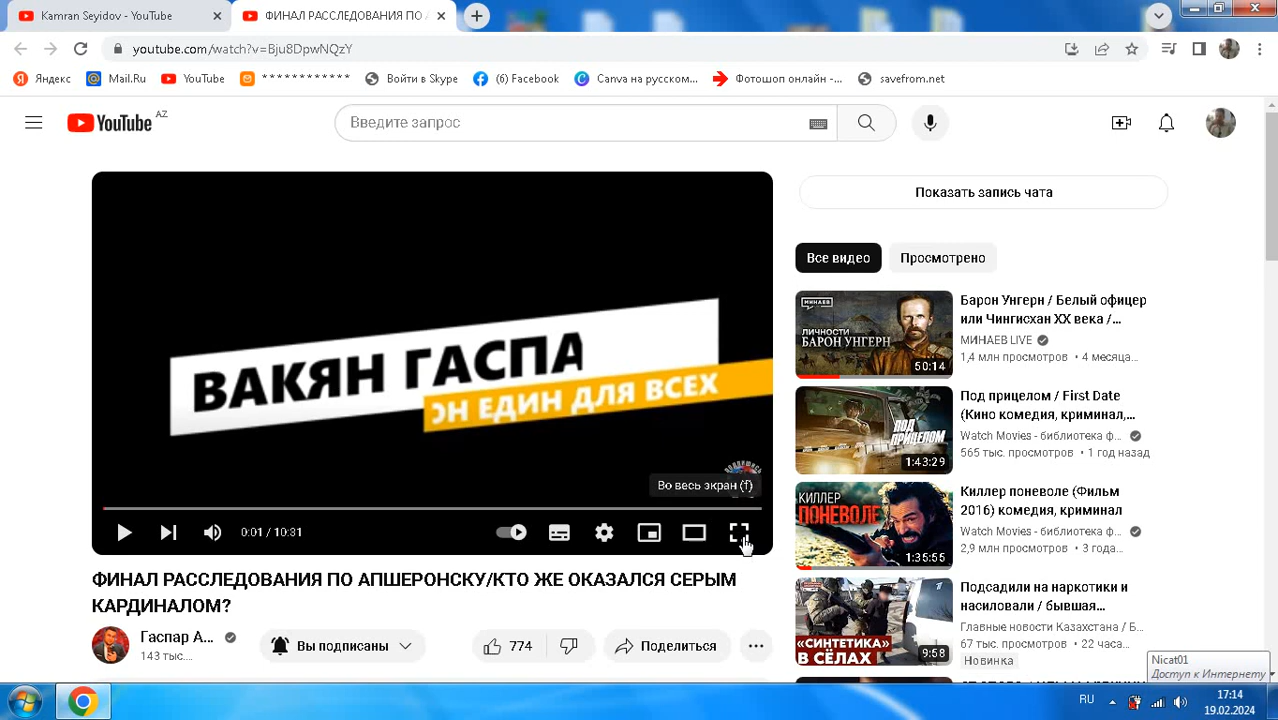 Kamran Seyidov - YouTube
ФИНАЛ РАССЛЕДОВАНИЯ ПО
youtube.com/watch?v=Bju8DpwNQzY
Яндекс
Mail.Ru
YouTube
* * * * * * * * * * * *
Войти в Skype
(6) Facebook
Canva на русском...
Фотошоп онлайн -...
savefrom.net
YouTube AZ
Введите запрос
Показать запись чата
Все видео
Просмотрено
ВАКЯН ГАСПА
ОН ЕДИН ДЛЯ ВСЕХ
Во весь экран (f)
0:01 / 10:31
ФИНАЛ РАССЛЕДОВАНИЯ ПО АПШЕРОНСКУ/КТО ЖЕ ОКАЗАЛСЯ СЕРЫМ
КАРДИНАЛОМ?
Гаспар А...
143 тыс....
Вы подписаны
774
Поделиться
МИНАЕВ
ЛИЧНОСТИ
БАРОН УНГЕРН
50:14
Барон Унгерн / Белый офицер
или Чингисхан XX века /...
МИНАЕВ LIVE
1,4 млн просмотров • 4 месяца...
ПОД
ПРИЦЕЛОМ
1:43:29
Под прицелом / First Date
(Кино комедия, криминал,...
Watch Movies - библиотека ф...
565 тыс. просмотров • 1 год назад
КИЛЛЕР
ПОНЕВОЛЕ
1:35:55
Киллер поневоле (Фильм
2016) комедия, криминал
Watch Movies - библиотека ф...
2,9 млн просмотров • 3 года...
«СИНТЕТИКА»
В СЁЛАХ
9:58
Подсадили на наркотики и
насиловали / бывшая...
Главные новости Казахстана / Б...
67 тыс. просмотров • 22 часа...
Новинка
Nicat01
Доступ к Интернету
RU
17:14
19.02.2024